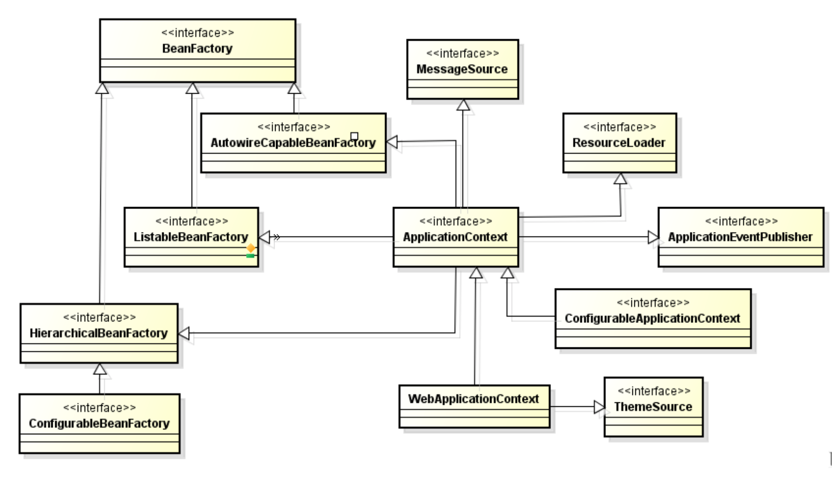 <<interface>>
BeanFactory
<<interface>>
MessageSource
<<interface>>
AutowireCapableBeanFactory
<<interface>>
ResourceLoader
<<interface>>
ListableBeanFactory
<<interface>>
ApplicationContext
<<interface>>
ApplicationEventPublisher
<<interface>>
HierarchicalBeanFactory
<<interface>>
ConfigurableApplicationContext
<<interface>>
ConfigurableBeanFactory
WebApplicationContext
<<interface>>
ThemeSource